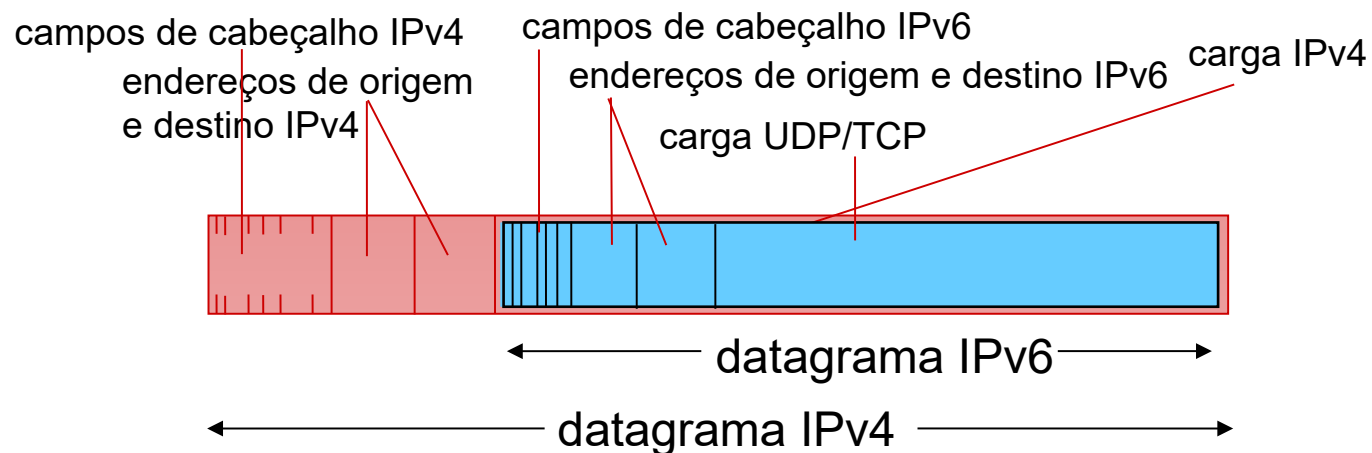 campos de cabeçalho IPv4
endereços de origem
e destino IPv4
campos de cabeçalho IPv6
endereços de origem e destino IPv6
carga UDP/TCP
carga IPv4
datagrama IPv6
datagrama IPv4